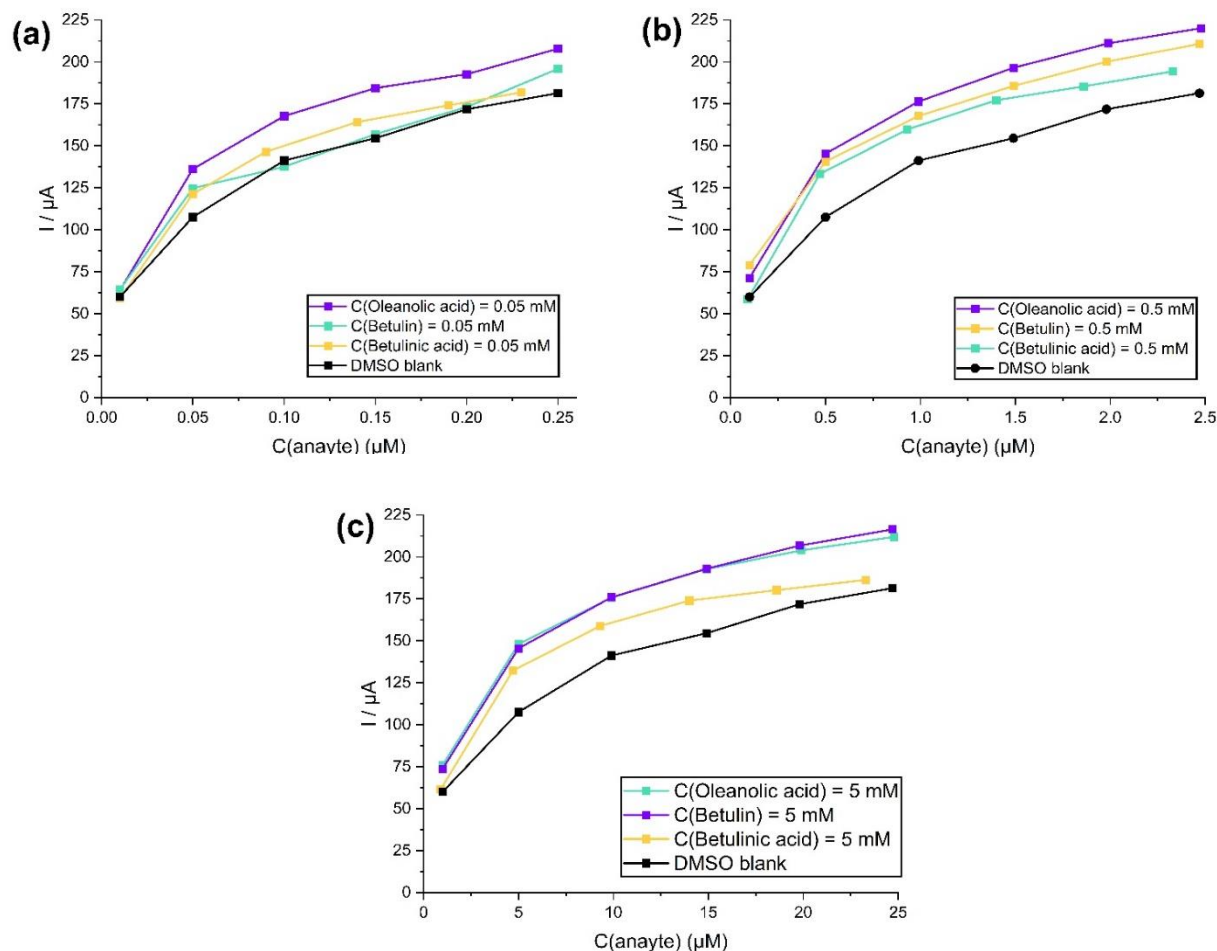 (a)
225
200
175
150
125
100
75
50
25
0
I / µA
0.00 0.05 0.10 0.15 0.20 0.25
C(anayte) (µM)
C(Oleanolic acid) = 0.05 mM
C(Betulin) = 0.05 mM
C(Betulinic acid) = 0.05 mM
DMSO blank
(b)
225
200
175
150
125
100
75
50
25
0
I / µA
0.0 0.5 1.0 1.5 2.0 2.5
C(anayte) (µM)
C(Oleanolic acid) = 0.5 mM
C(Betulin) = 0.5 mM
C(Betulinic acid) = 0.5 mM
DMSO blank
(c)
225
200
175
150
125
100
75
50
25
0
I / µA
0 5 10 15 20 25
C(anayte) (µM)
C(Oleanolic acid) = 5 mM
C(Betulin) = 5 mM
C(Betulinic acid) = 5 mM
DMSO blank